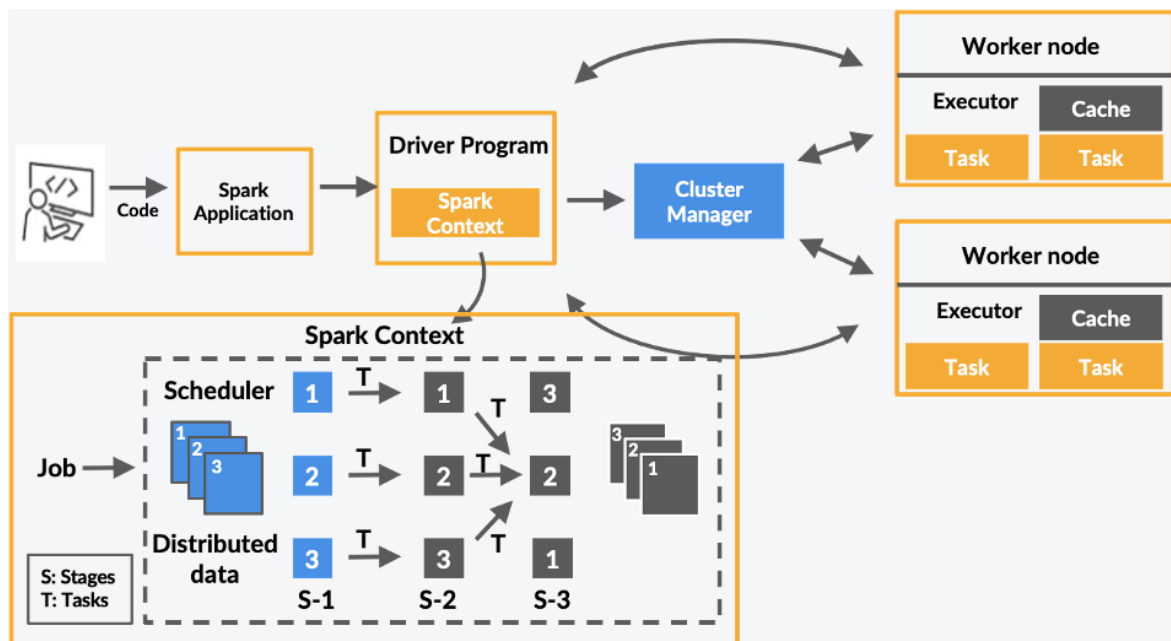 </>
Code
Spark
Application
Driver Program
Spark
Context
Cluster
Manager
Worker node
Executor
Cache
Task
Task
Worker node
Executor
Cache
Task
Task
Spark Context
Job
Scheduler
1
2
3
Distributed
data
1
T
1
T
3
2
T
2
T
2
3
T
3
T
1
S-1
S-2
S-3
3
2
1
S: Stages
T: Tasks